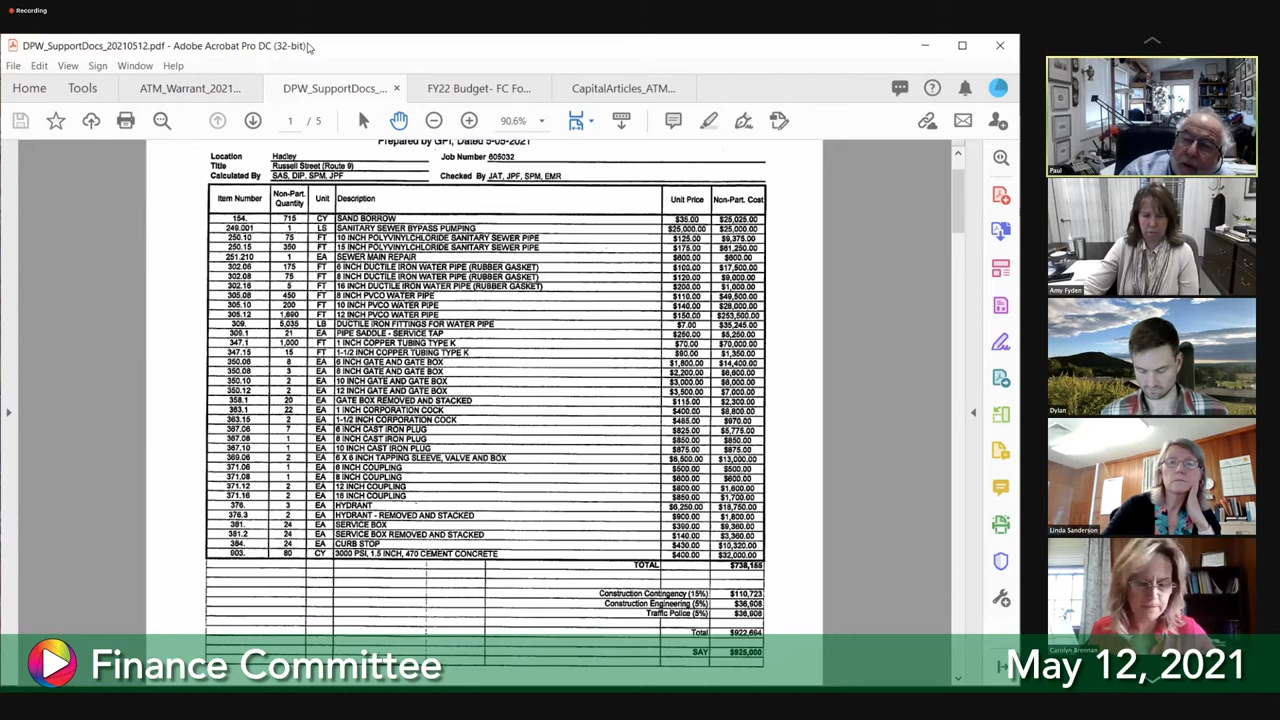 Recording
DPW_SupportDocs_20210512.pdf - Adobe Acrobat Pro DC (32-bit)
File Edit View Sign Window Help
Home Tools ATM_Warrant_2021... DPW_SupportDocs_... × FY22 Budget- FC Fo... CapitalArticles_ATM...
1 / 5 90.6%
Prepared by GPI, Dated 5-05-2021
Location Hadley Job Number 605032
Title Russell Street (Route 9)
Calculated By SAS, DIP, SPM, JPF Checked By JAT, JPF, SPM, EMR
Item Number Non-Part. Quantity Unit Description Unit Price Non-Part. Cost
154. 715 CY SAND BORROW $35.00 $25,025.00
249.001 1 LS SANITARY SEWER BYPASS PUMPING $25,000.00 $25,000.00
250.10 75 FT 10 INCH POLYVINYLCHLORIDE SANITARY SEWER PIPE $125.00 $9,375.00
250.15 350 FT 15 INCH POLYVINYLCHLORIDE SANITARY SEWER PIPE $175.00 $61,250.00
251.210 1 EA SEWER MAIN REPAIR $600.00 $600.00
302.06 175 FT 6 INCH DUCTILE IRON WATER PIPE (RUBBER GASKET) $100.00 $17,500.00
302.08 75 FT 8 INCH DUCTILE IRON WATER PIPE (RUBBER GASKET) $120.00 $9,000.00
302.16 5 FT 16 INCH DUCTILE IRON WATER PIPE (RUBBER GASKET) $200.00 $1,000.00
305.08 450 FT 8 INCH PVCO WATER PIPE $110.00 $49,500.00
305.10 200 FT 10 INCH PVCO WATER PIPE $140.00 $28,000.00
305.12 1,690 FT 12 INCH PVCO WATER PIPE $150.00 $253,500.00
309. 5,035 LB DUCTILE IRON FITTINGS FOR WATER PIPE $7.00 $35,245.00
309.1 21 EA PIPE SADDLE - SERVICE TAP $250.00 $5,250.00
347.1 1,000 FT 1 INCH COPPER TUBING TYPE K $70.00 $70,000.00
347.15 15 FT 1-1/2 INCH COPPER TUBING TYPE K $90.00 $1,350.00
350.06 8 EA 6 INCH GATE AND GATE BOX $1,800.00 $14,400.00
350.08 3 EA 8 INCH GATE AND GATE BOX $2,200.00 $6,600.00
350.10 2 EA 10 INCH GATE AND GATE BOX $3,000.00 $6,000.00
350.12 2 EA 12 INCH GATE AND GATE BOX $3,500.00 $7,000.00
358.1 20 EA GATE BOX REMOVED AND STACKED $115.00 $2,300.00
363.1 22 EA 1 INCH CORPORATION COCK $400.00 $8,800.00
363.15 2 EA 1-1/2 INCH CORPORATION COCK $485.00 $970.00
367.06 7 EA 6 INCH CAST IRON PLUG $825.00 $5,775.00
367.08 1 EA 8 INCH CAST IRON PLUG $850.00 $850.00
367.10 1 EA 10 INCH CAST IRON PLUG $875.00 $875.00
369.06 2 EA 6 X 6 INCH TAPPING SLEEVE, VALVE AND BOX $6,500.00 $13,000.00
371.06 1 EA 6 INCH COUPLING $500.00 $500.00
371.08 1 EA 8 INCH COUPLING $600.00 $600.00
371.12 2 EA 12 INCH COUPLING $800.00 $1,600.00
371.16 2 EA 16 INCH COUPLING $850.00 $1,700.00
376. 3 EA HYDRANT $6,250.00 $18,750.00
376.3 2 EA HYDRANT - REMOVED AND STACKED $900.00 $1,800.00
381. 24 EA SERVICE BOX $390.00 $9,360.00
381.2 24 EA SERVICE BOX REMOVED AND STACKED $140.00 $3,360.00
384. 24 EA CURB STOP $430.00 $10,320.00
903. 80 CY 3000 PSI, 1.5 INCH, 470 CEMENT CONCRETE $400.00 $32,000.00
TOTAL $738,155
Construction Contingency (15%) $110,723
Construction Engineering (5%) $36,908
Traffic Police (5%) $36,908
Total $922,694
SAY $925,000
Paul
Amy Fyden
Dylan
Linda Sanderson
Carolyn Brennan
Finance Committee May 12, 2021